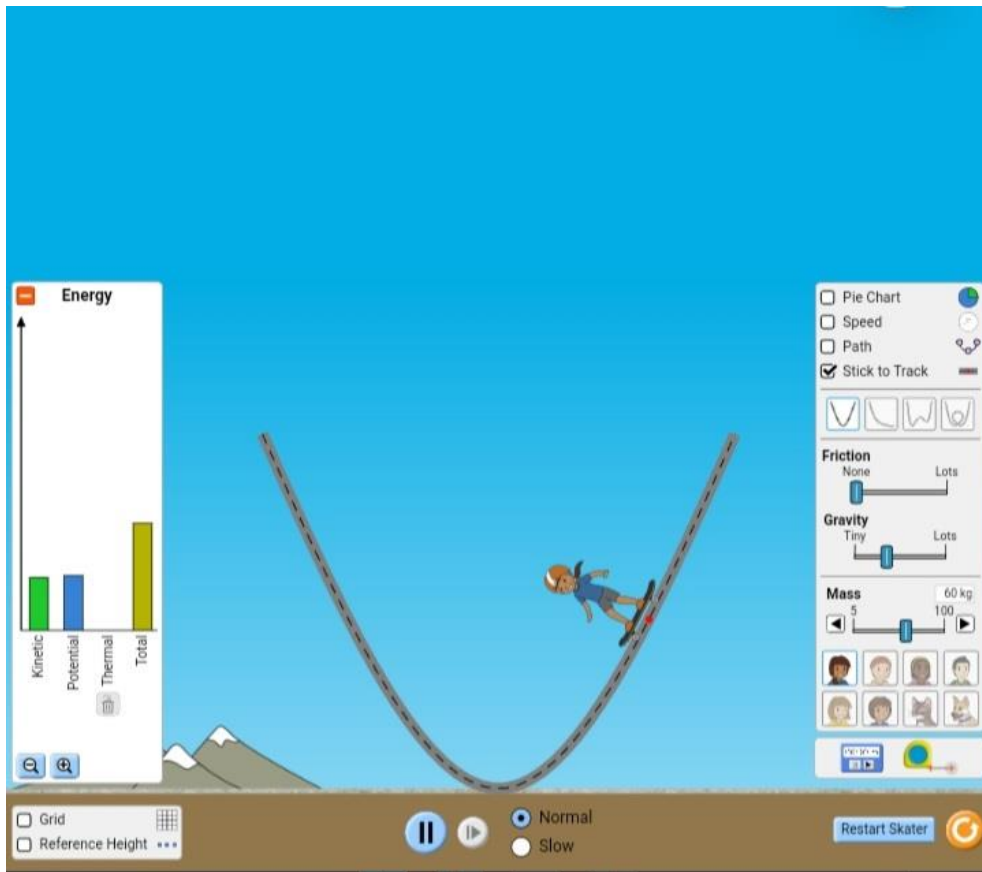 Energy
Kinetic
Potential
Thermal
Total
Pie Chart
Speed
Path
Stick to Track
Friction
None Lots
Gravity
Tiny Lots
Mass 60 kg
5 100
Grid
Reference Height
Normal
Slow
Restart Skater